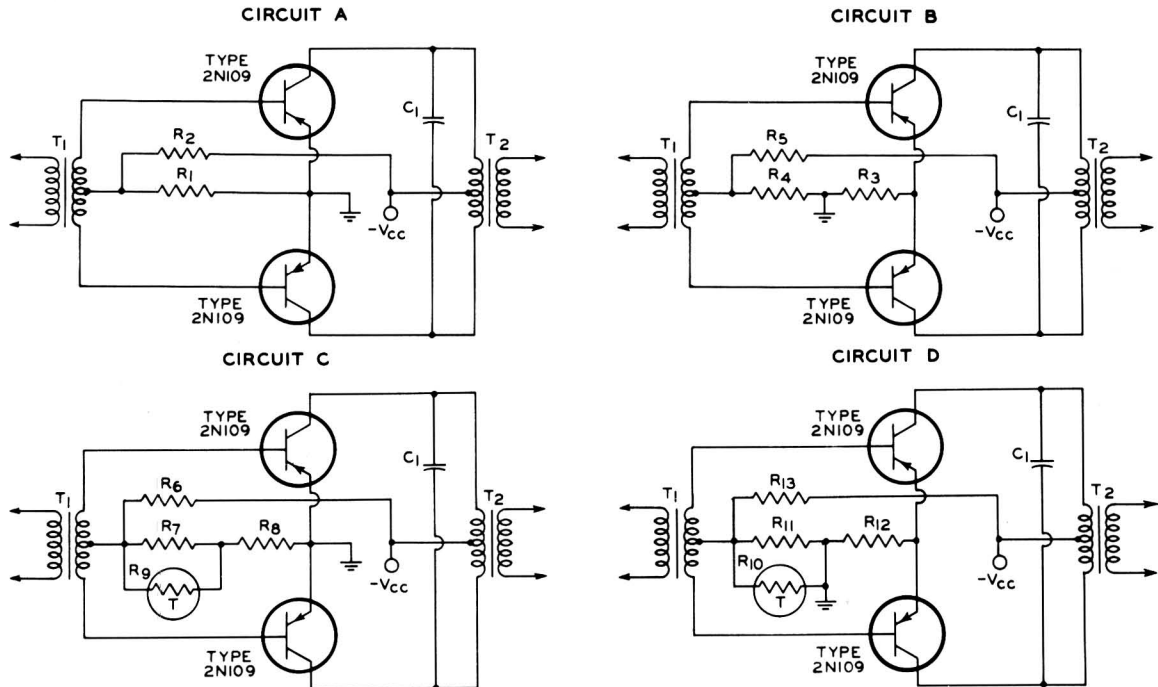 CIRCUIT A
TYPE
2N109
T1
R2
R1
C1
T2
-VCC
TYPE
2N109
CIRCUIT B
TYPE
2N109
T1
R5
R4
R3
C1
T2
-VCC
TYPE
2N109
CIRCUIT C
TYPE
2N109
T1
R6
R7
R8
R9
T
C1
T2
-VCC
TYPE
2N109
CIRCUIT D
TYPE
2N109
T1
R13
R11
R12
R10
T
C1
T2
-VCC
TYPE
2N109